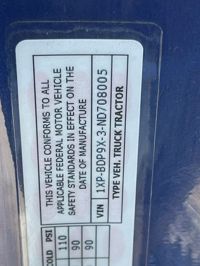 THIS VEHICLE CONFORMS TO ALL
APPLICABLE FEDERAL MOTOR VEHICLE
SAFETY STANDARDS IN EFFECT ON THE
DATE OF MANUFACTURE
VIN 1XP-BDP9X-3-ND708005
TYPE VEH. TRUCK TRACTOR
COLD PSI
110
90
90